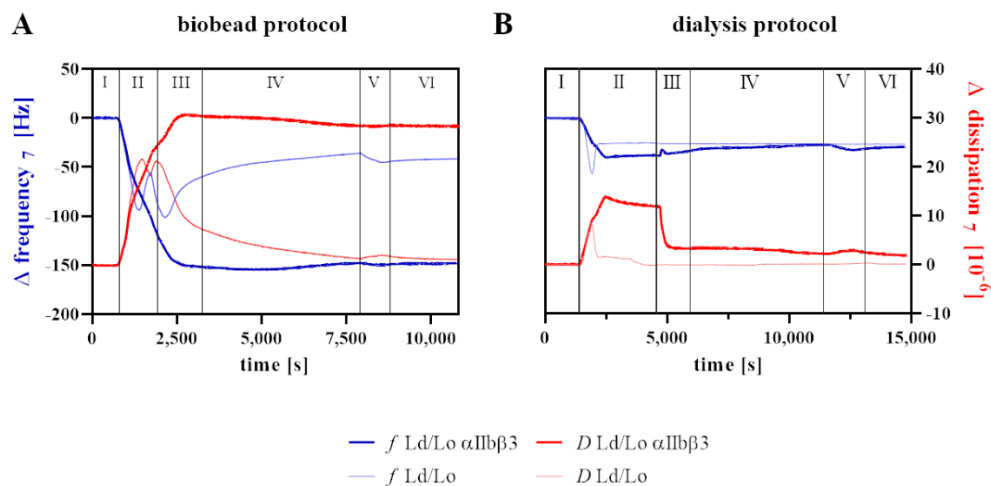 A biobead protocol
B dialysis protocol
I II III IV V VI
I II III IV V VI
50
0
-50
-100
-150
-200
Δ frequency 7 [Hz]
0 2,500 5,000 7,500 10,000
time [s]
40
30
20
10
0
-10
Δ dissipation 7 [10-6]
0 5,000 10,000 15,000
time [s]
f Ld/Lo αIIbβ3 D Ld/Lo αIIbβ3
f Ld/Lo D Ld/Lo